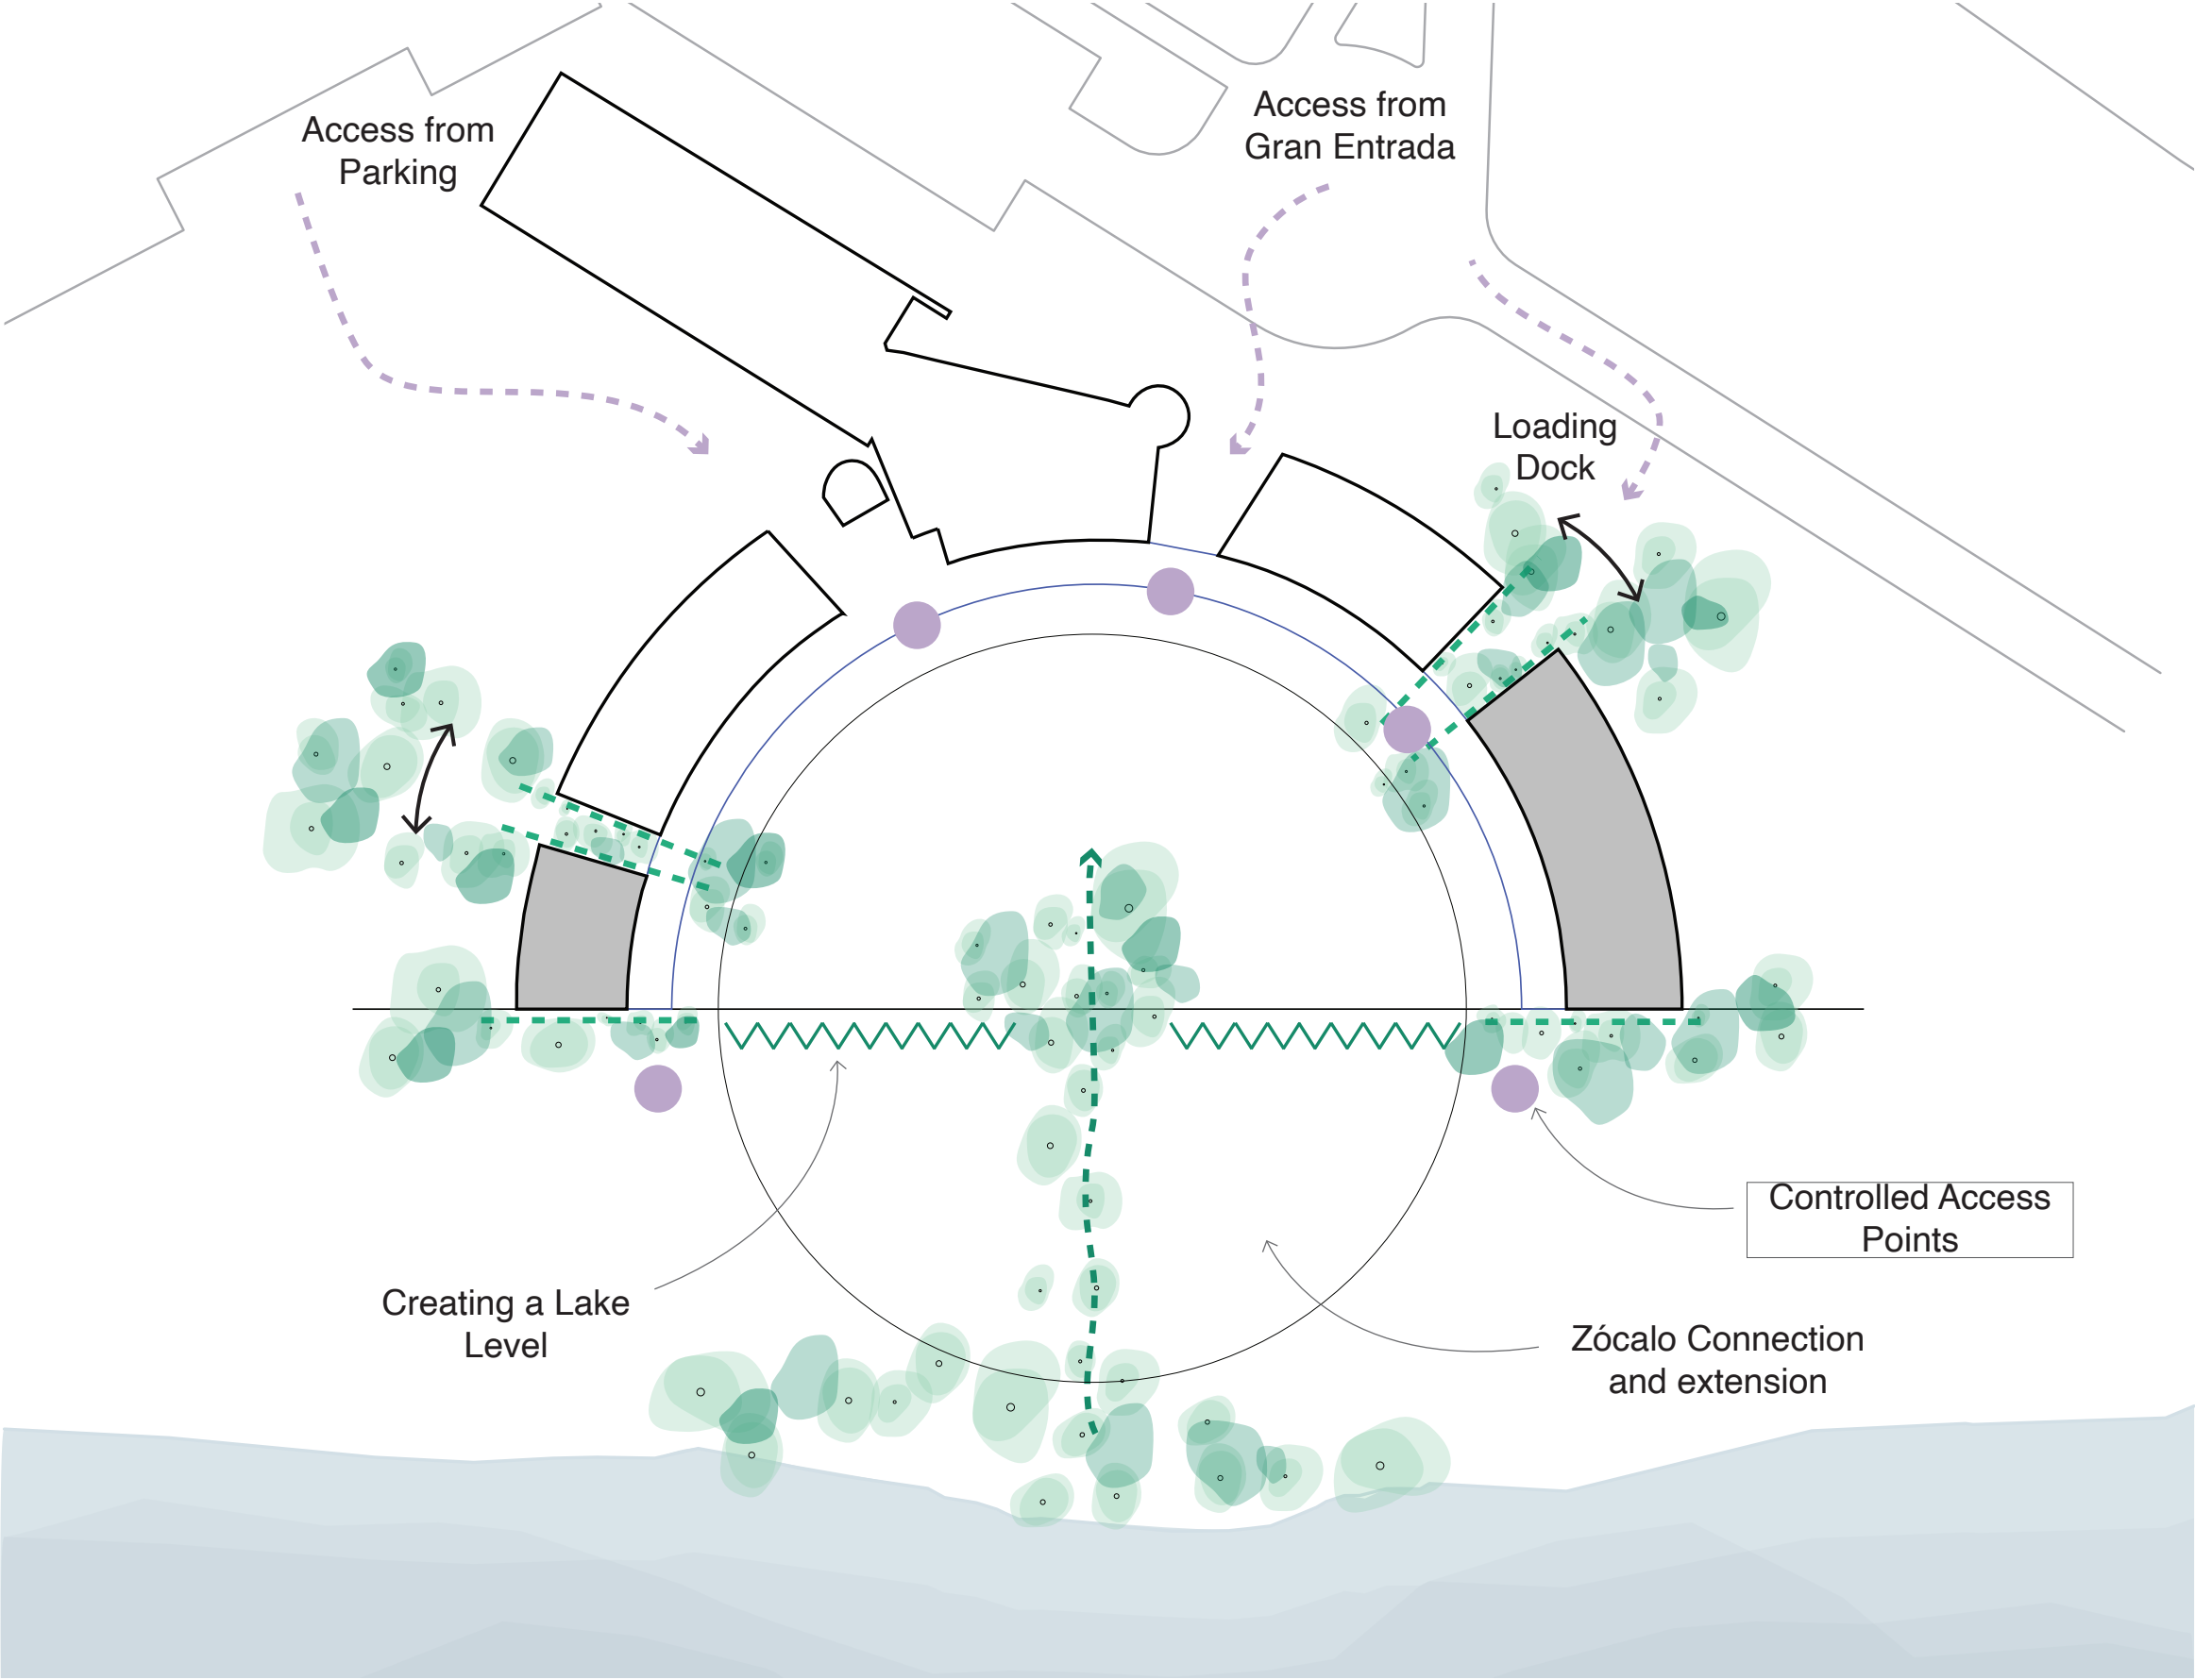 Access from
Parking
Access from
Gran Entrada
Loading
Dock
Controlled Access
Points
Creating a Lake
Level
Zócalo Connection
and extension